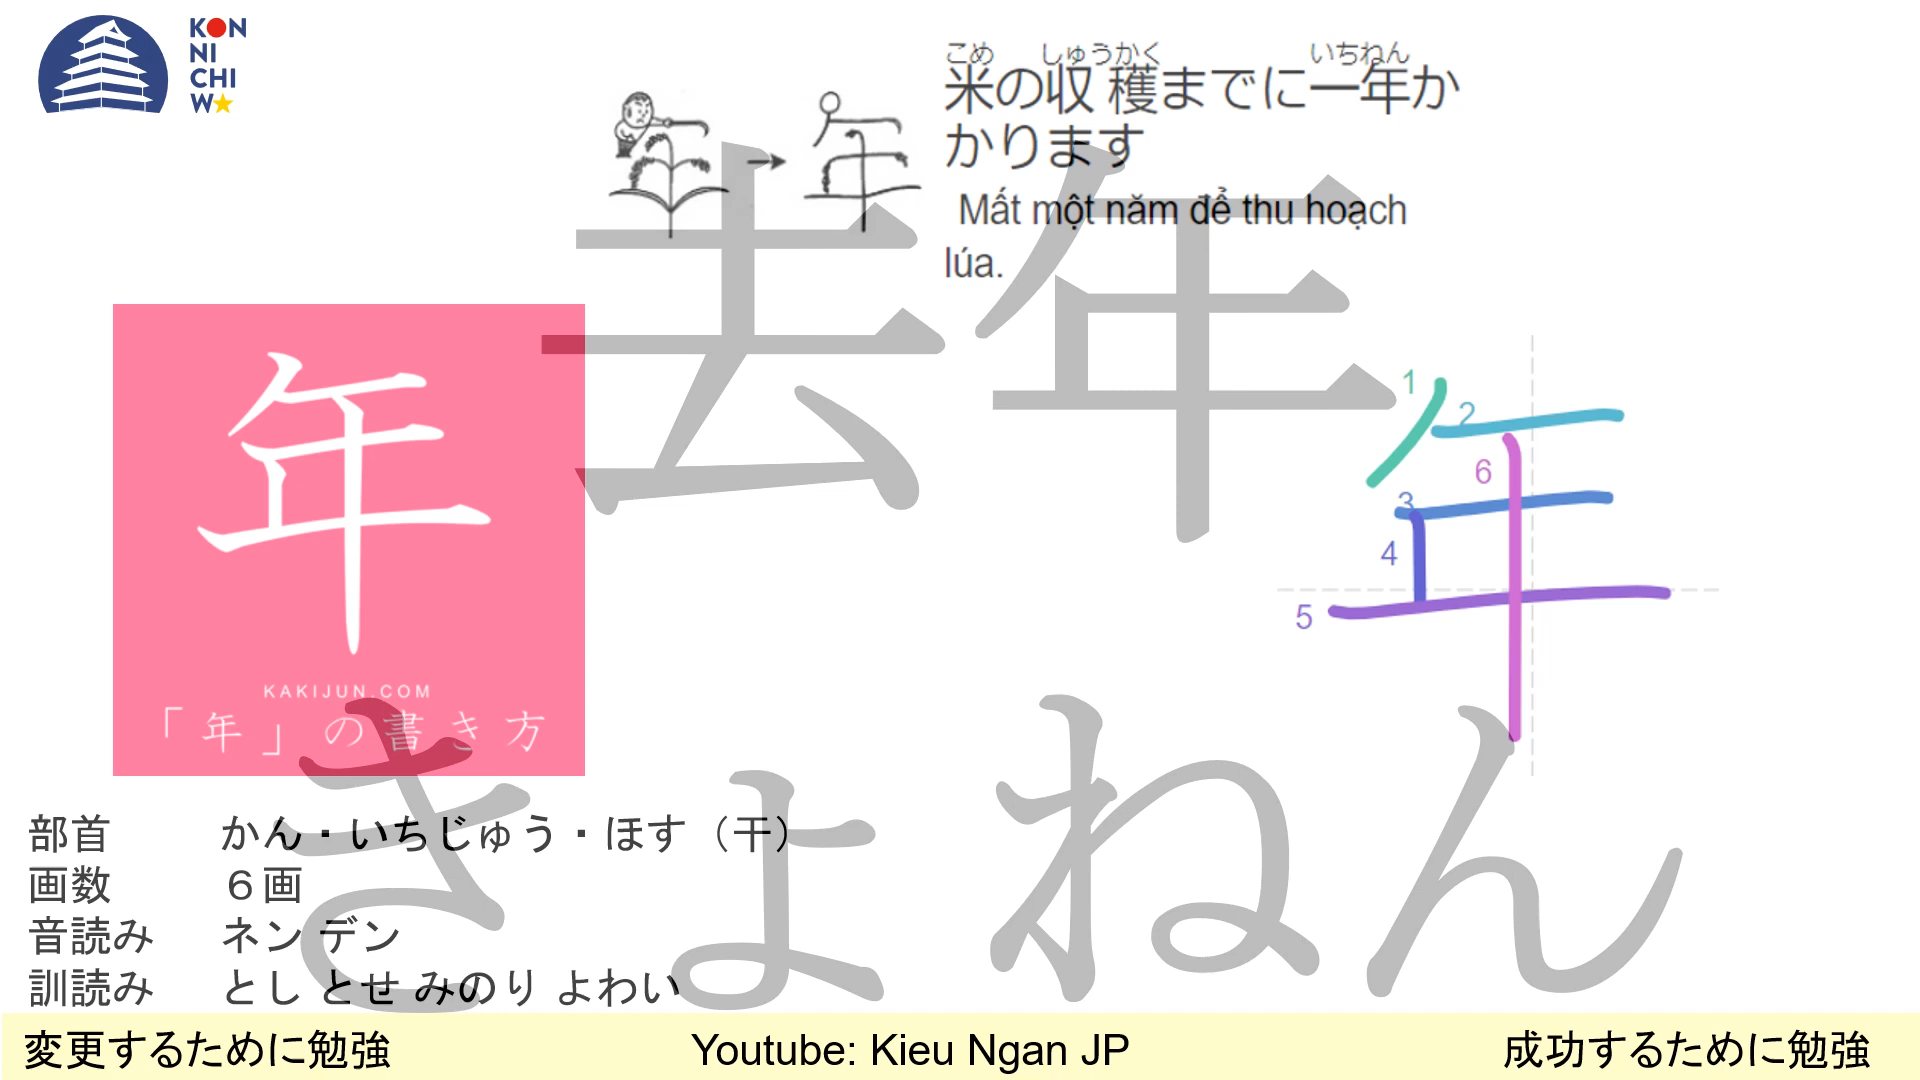 KON
NI
CHI
W
こめ しゅうかく いちねん
米の収穫までに一年か
かります
Mất một năm để thu hoạch
lúa.
去年
年
KAKIJUN.COM
「年」の書き方
1
2
3
4
5
6
きょねん
部首 かん・いちじゅう・ほす（干）
画数 ６画
音読み ネン デン
訓読み とし とせ みのり よわい
変更するために勉強
Youtube: Kieu Ngan JP
成功するために勉強